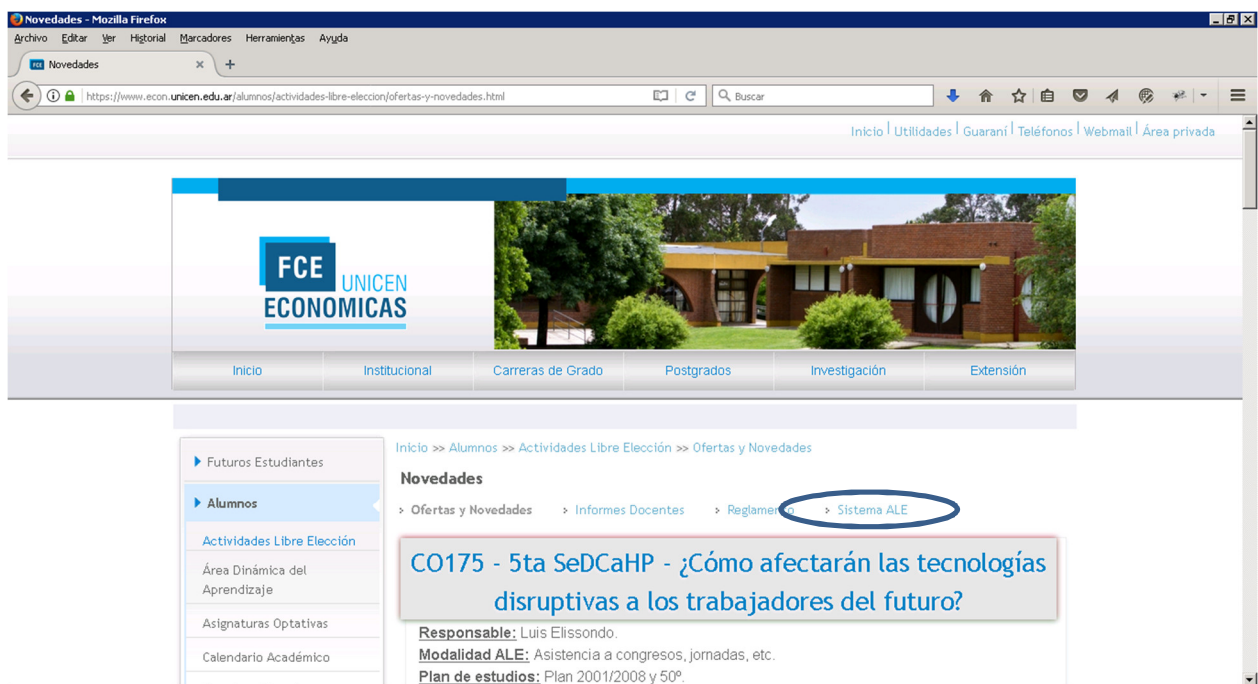 Novedades - Mozilla Firefox
Archivo Editar Ver Historial Marcadores Herramientas Ayuda
FCE Novedades × +
https://www.econ.unicen.edu.ar/alumnos/actividades-libre-eleccion/ofertas-y-novedades.html Buscar
Inicio | Utilidades | Guaraní | Teléfonos | Webmail | Área privada
FCE UNICEN
ECONOMICAS
Inicio Institucional Carreras de Grado Postgrados Investigación Extensión
Inicio >> Alumnos >> Actividades Libre Elección >> Ofertas y Novedades
Futuros Estudiantes
Alumnos
Actividades Libre Elección
Área Dinámica del
Aprendizaje
Asignaturas Optativas
Calendario Académico
Novedades
Ofertas y Novedades Informes Docentes Reglamento Sistema ALE
CO175 - 5ta SeDCaHP - ¿Cómo afectarán las tecnologías
disruptivas a los trabajadores del futuro?
Responsable: Luis Elissondo.
Modalidad ALE: Asistencia a congresos, jornadas, etc.
Plan de estudios: Plan 2001/2008 y 50º.